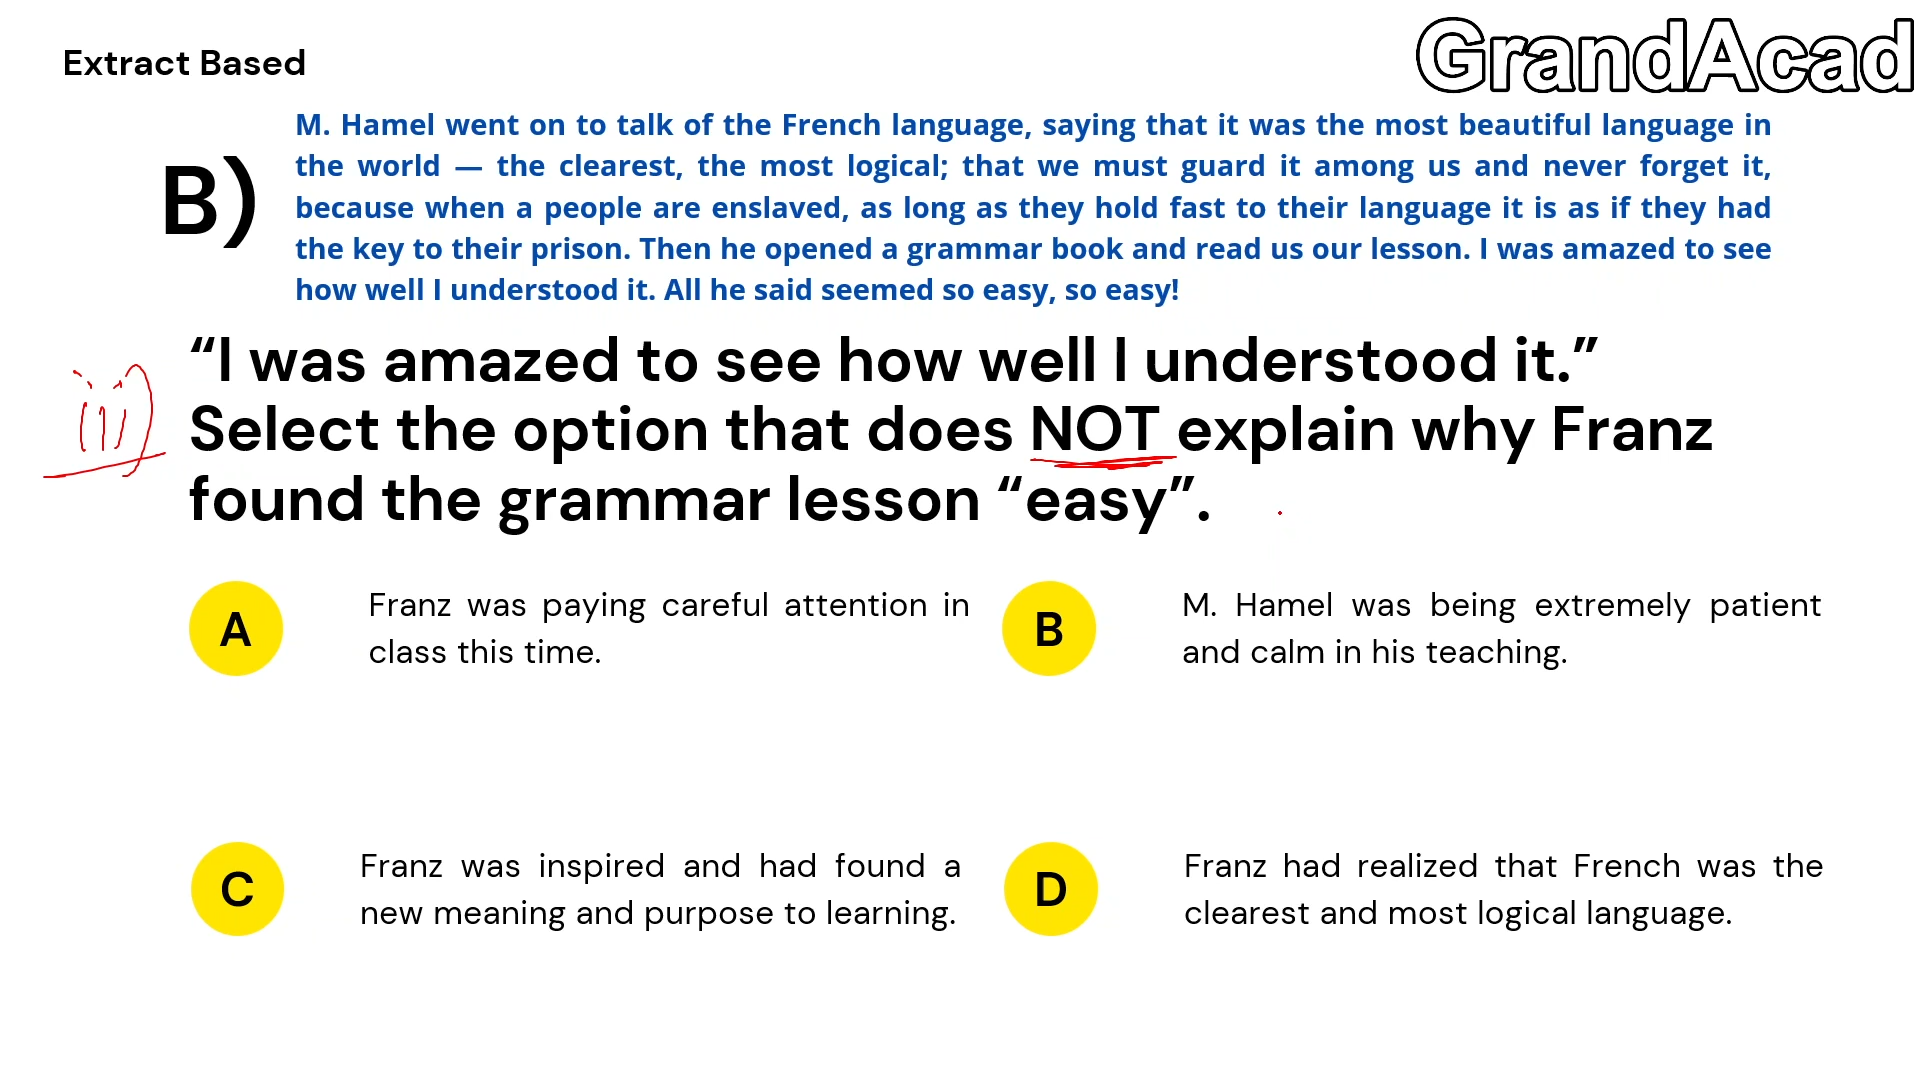 Extract Based
GrandAcad
B)
M. Hamel went on to talk of the French language, saying that it was the most beautiful language in
the world — the clearest, the most logical; that we must guard it among us and never forget it,
because when a people are enslaved, as long as they hold fast to their language it is as if they had
the key to their prison. Then he opened a grammar book and read us our lesson. I was amazed to see
how well I understood it. All he said seemed so easy, so easy!
iii)
“I was amazed to see how well I understood it.”
Select the option that does NOT explain why Franz
found the grammar lesson “easy”.
A
Franz was paying careful attention in
class this time.
B
M. Hamel was being extremely patient
and calm in his teaching.
C
Franz was inspired and had found a
new meaning and purpose to learning.
D
Franz had realized that French was the
clearest and most logical language.